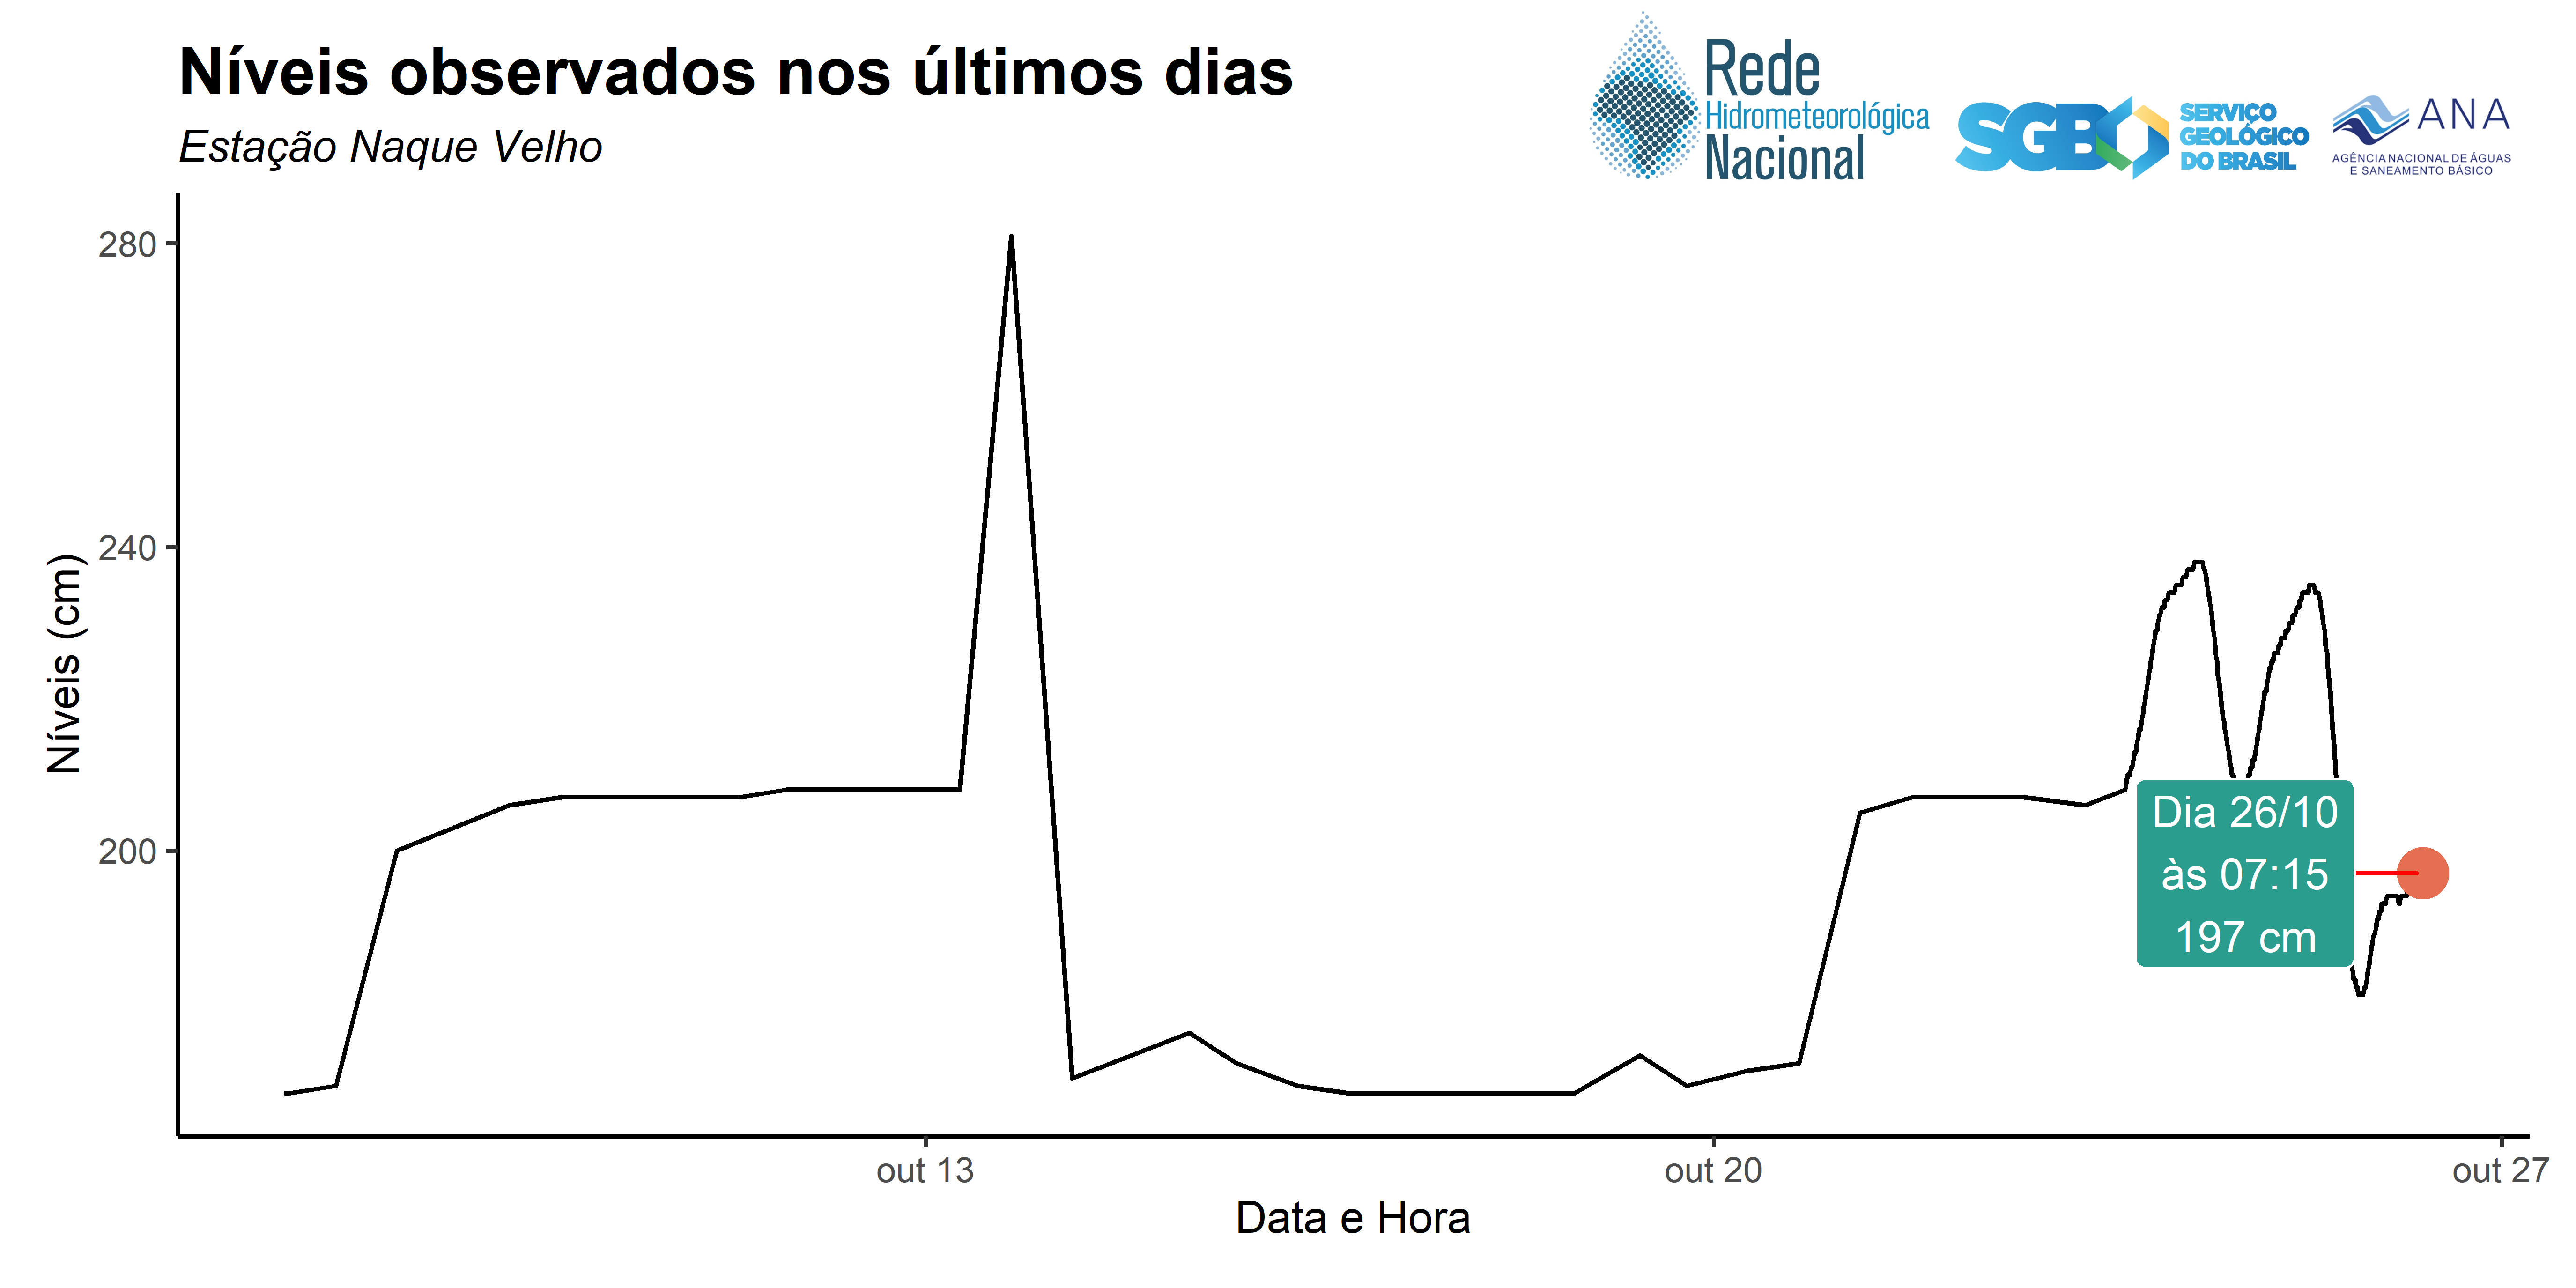 Níveis observados nos últimos dias
Estação Naque Velho
Rede
Hidrometeorológica
Nacional
SGB
SERVIÇO
GEOLÓGICO
DO BRASIL
ANA
AGÊNCIA NACIONAL DE ÁGUAS
E SANEAMENTO BÁSICO
Níveis (cm)
280
240
200
Dia 26/10
às 07:15
197 cm
out 13
out 20
out 27
Data e Hora